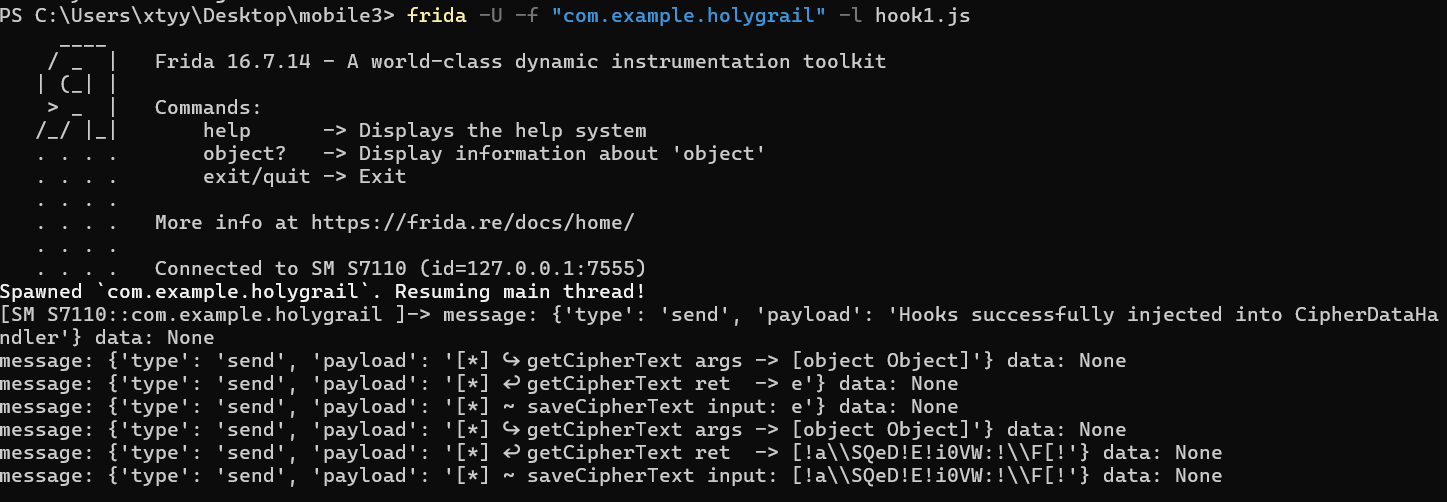 PS C:\Users\xtyy\Desktop\mobile3> frida -U -f "com.example.holygrail" -l hook1.js
     ____
    / _  |   Frida 16.7.14 - A world-class dynamic instrumentation toolkit
   | (_| |
    > _  |   Commands:
   /_/ |_|       help      -> Displays the help system
   . . . .       object?   -> Display information about 'object'
   . . . .       exit/quit -> Exit
   . . . .
   . . . .   More info at https://frida.re/docs/home/
   . . . .
   . . . .   Connected to SM S7110 (id=127.0.0.1:7555)
Spawned `com.example.holygrail`. Resuming main thread!
[SM S7110::com.example.holygrail ]-> message: {'type': 'send', 'payload': 'Hooks successfully injected into CipherDataHa
ndler'} data: None
message: {'type': 'send', 'payload': '[*] ↪ getCipherText args -> [object Object]'} data: None
message: {'type': 'send', 'payload': '[*] ↩ getCipherText ret  -> e'} data: None
message: {'type': 'send', 'payload': '[*] ~ saveCipherText input: e'} data: None
message: {'type': 'send', 'payload': '[*] ↪ getCipherText args -> [object Object]'} data: None
message: {'type': 'send', 'payload': '[*] ↩ getCipherText ret  -> [!a\\SQeD!E!i0VW:!\\F[!'} data: None
message: {'type': 'send', 'payload': '[*] ~ saveCipherText input: [!a\\SQeD!E!i0VW:!\\F[!'} data: None